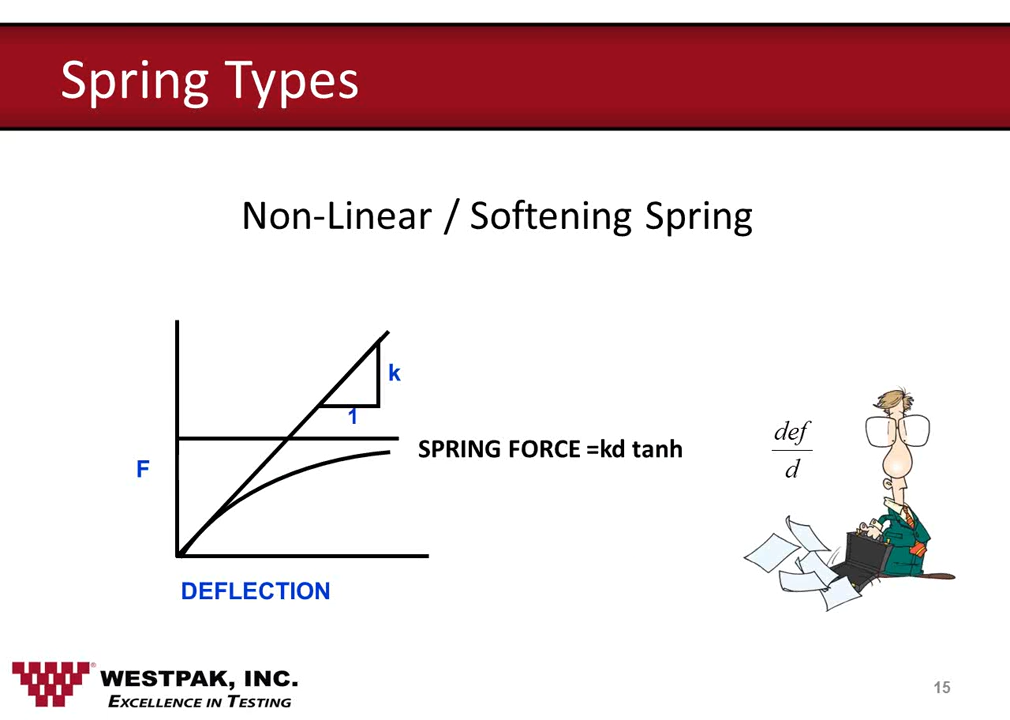 Spring Types
Non-Linear / Softening Spring
k
1
F
SPRING FORCE =kd tanh
def
d
DEFLECTION
WESTPAK, INC.
EXCELLENCE IN TESTING
®
15